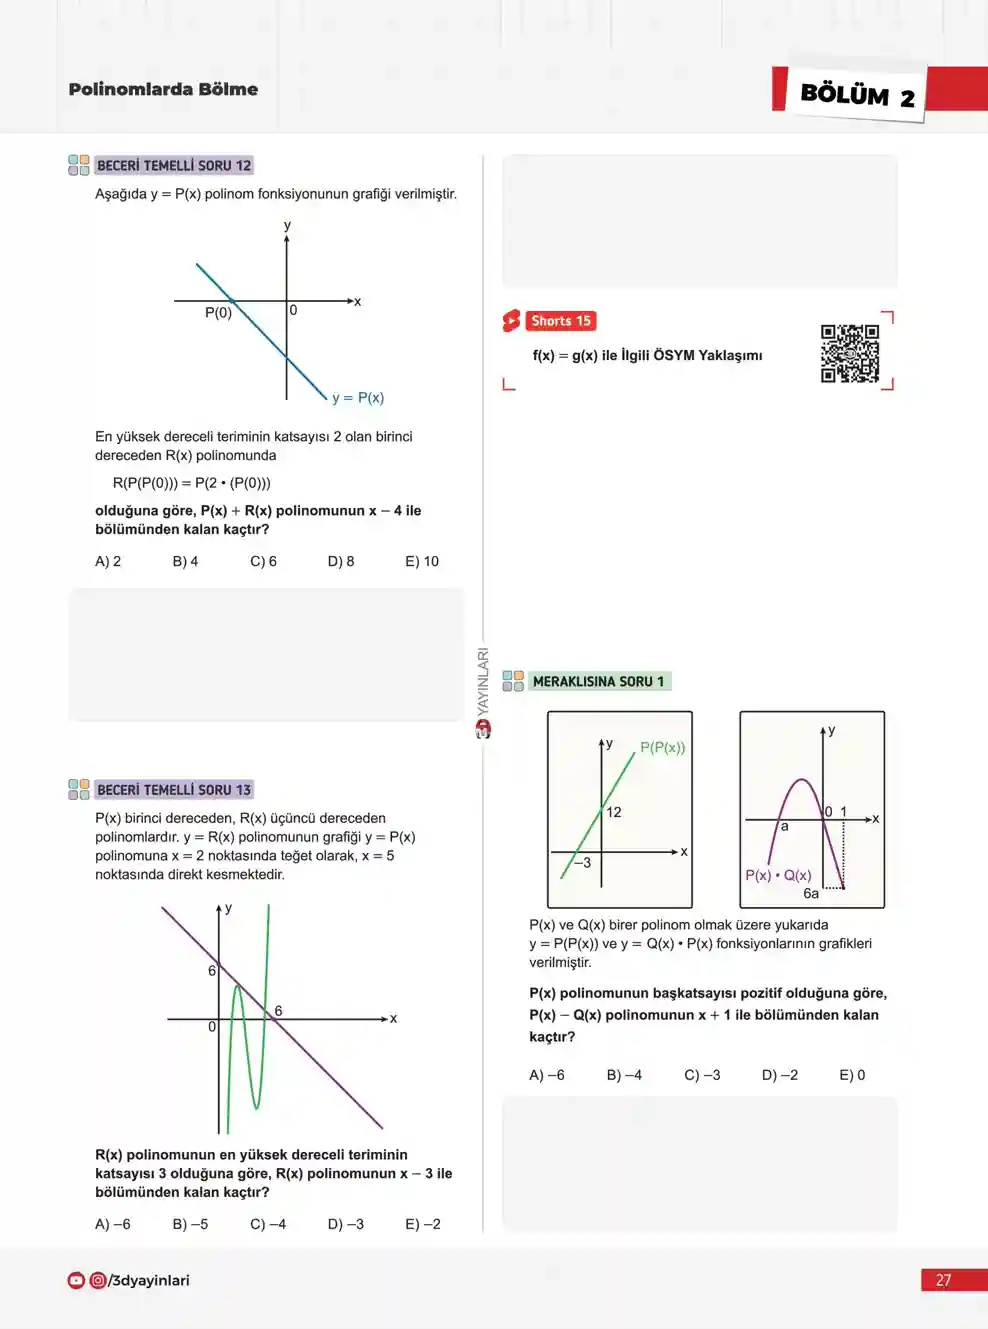 Polinomlarda Bölme
BÖLÜM 2
BECERİ TEMELLİ SORU 12
Aşağıda y = P(x) polinom fonksiyonunun grafiği verilmiştir.
y
x
P(0)
0
y = P(x)
En yüksek dereceli teriminin katsayısı 2 olan birinci
dereceden R(x) polinomunda
R(P(P(0))) = P(2 • (P(0)))
olduğuna göre, P(x) + R(x) polinomunun x – 4 ile
bölümünden kalan kaçtır?
A) 2 B) 4 C) 6 D) 8 E) 10
BECERİ TEMELLİ SORU 13
P(x) birinci dereceden, R(x) üçüncü dereceden
polinomlardır. y = R(x) polinomunun grafiği y = P(x)
polinomuna x = 2 noktasında teğet olarak, x = 5
noktasında direkt kesmektedir.
y
6
6
x
0
R(x) polinomunun en yüksek dereceli teriminin
katsayısı 3 olduğuna göre, R(x) polinomunun x – 3 ile
bölümünden kalan kaçtır?
A) –6 B) –5 C) –4 D) –3 E) –2
3D YAYINLARI
Shorts 15
f(x) = g(x) ile İlgili ÖSYM Yaklaşımı
MERAKLISINA SORU 1
y
P(P(x))
12
x
–3
y
0 1
x
a
P(x) • Q(x)
6a
P(x) ve Q(x) birer polinom olmak üzere yukarıda
y = P(P(x)) ve y = Q(x) • P(x) fonksiyonlarının grafikleri
verilmiştir.
P(x) polinomunun başkatsayısı pozitif olduğuna göre,
P(x) – Q(x) polinomunun x + 1 ile bölümünden kalan
kaçtır?
A) –6 B) –4 C) –3 D) –2 E) 0
/3dyayinlari
27